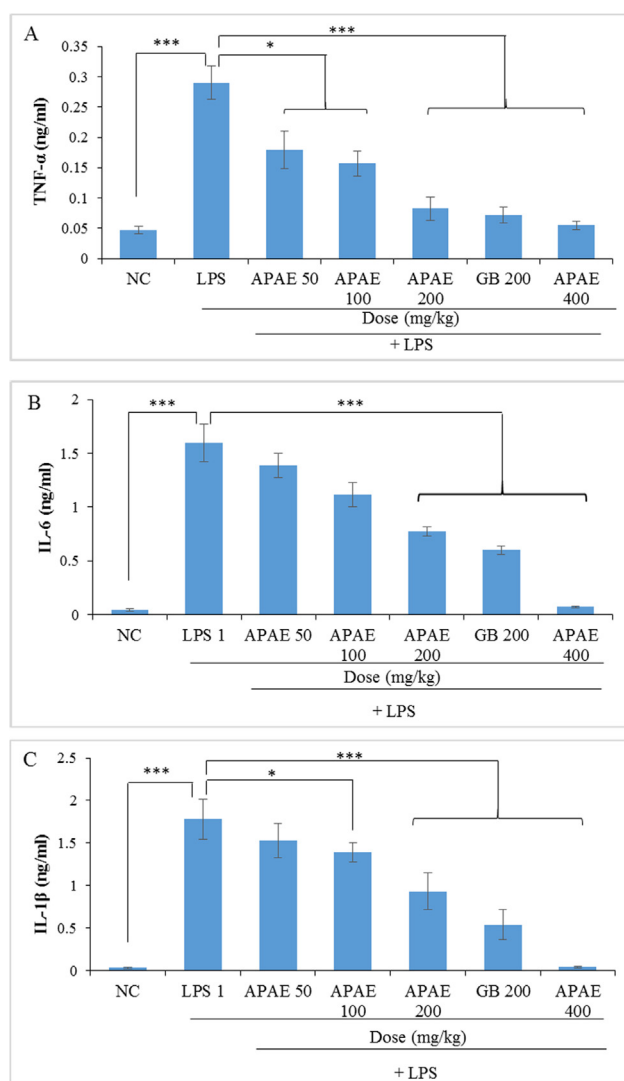 A
***
***
*
0.35
0.3
0.25
0.2
0.15
0.1
0.05
0
TNF-α (ng/ml)
NC LPS APAE 50 APAE 100 APAE 200 GB 200 APAE 400
Dose (mg/kg)
+ LPS
B
***
***
2
1.5
1
0.5
0
IL-6 (ng/ml)
NC LPS 1 APAE 50 APAE 100 APAE 200 GB 200 APAE 400
Dose (mg/kg)
+ LPS
C
***
***
*
2.5
2
1.5
1
0.5
0
IL-1β (ng/ml)
NC LPS 1 APAE 50 APAE 100 APAE 200 GB 200 APAE 400
Dose (mg/kg)
+ LPS